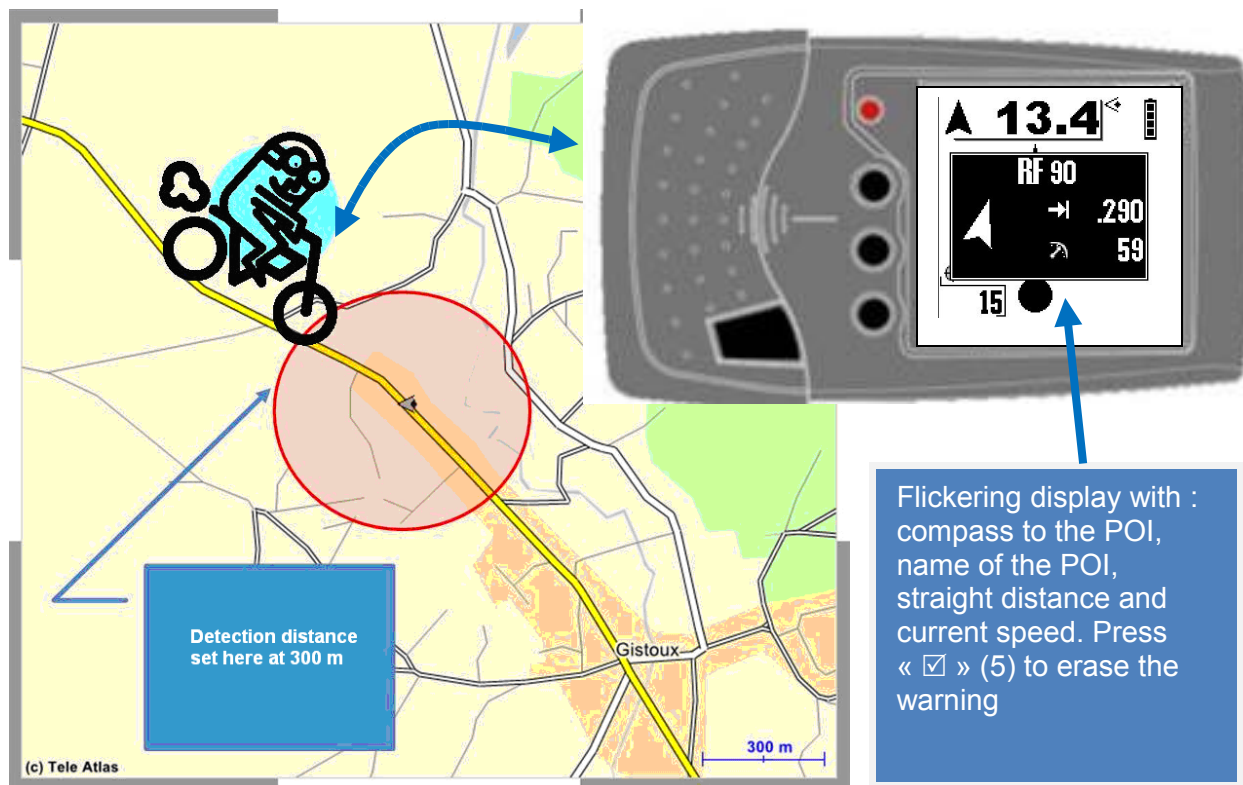 13.4
RF 90
.290
59
15
Flickering display with :
compass to the POI,
name of the POI,
straight distance and
current speed. Press
« ☑ » (5) to erase the
warning
Detection distance
set here at 300 m
Gistoux
300 m
(c) Tele Atlas